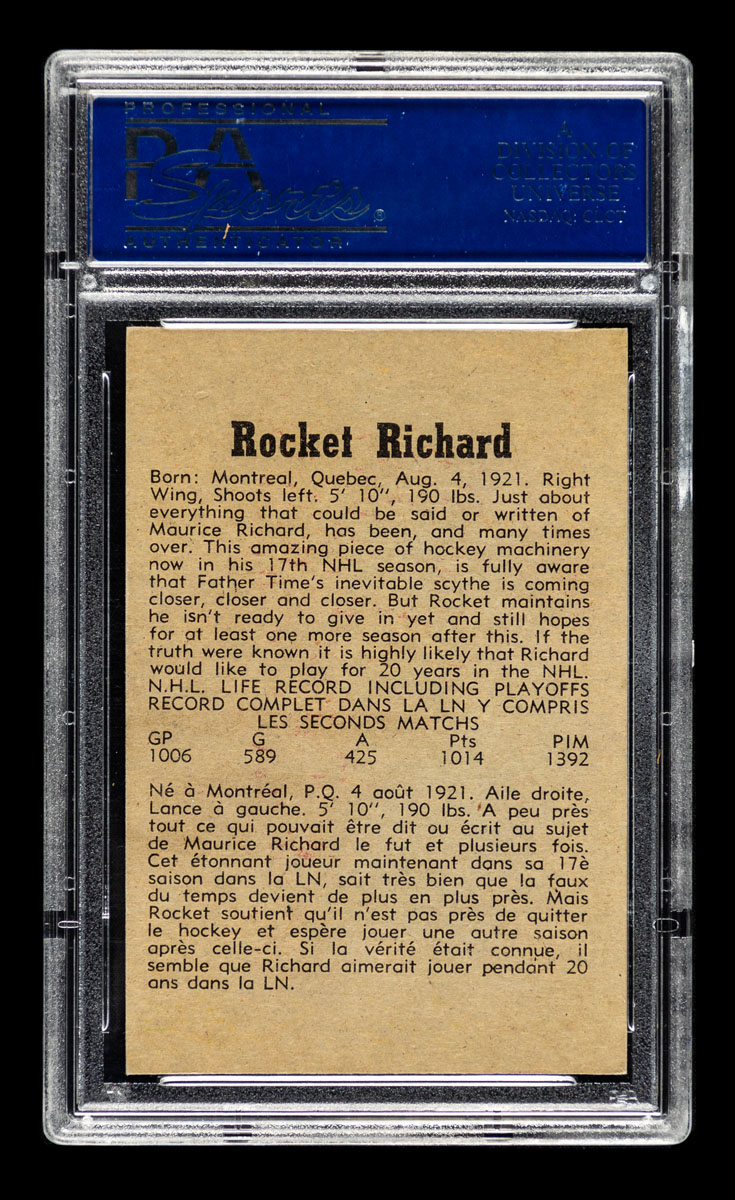 PROFESSIONAL
PSA
Sports®
AUTHENTICATOR
A
DIVISION OF
COLLECTORS
UNIVERSE
NASDAQ: CLCT
Rocket Richard
Born: Montreal, Quebec, Aug. 4, 1921. Right
Wing, Shoots left. 5' 10'', 190 lbs. Just about
everything that could be said or written of
Maurice Richard, has been, and many times
over. This amazing piece of hockey machinery
now in his 17th NHL season, is fully aware
that Father Time's inevitable scythe is coming
closer, closer and closer. But Rocket maintains
he isn't ready to give in yet and still hopes
for at least one more season after this. If the
truth were known it is highly likely that Richard
would like to play for 20 years in the NHL.
N.H.L. LIFE RECORD INCLUDING PLAYOFFS
RECORD COMPLET DANS LA LN Y COMPRIS
LES SECONDS MATCHS
GP G A Pts PIM
1006 589 425 1014 1392
Né à Montréal, P.Q. 4 août 1921. Aile droite,
Lance à gauche. 5' 10'', 190 lbs. A peu près
tout ce qui pouvait être dit ou écrit au sujet
de Maurice Richard le fut et plusieurs fois.
Cet étonnant joueur maintenant dans sa 17è
saison dans la LN, sait très bien que la faux
du temps devient de plus en plus près. Mais
Rocket soutient qu'il n'est pas près de quitter
le hockey et espère jouer une autre saison
après celle-ci. Si la vérité était connue, il
semble que Richard aimerait jouer pendant 20
ans dans la LN.